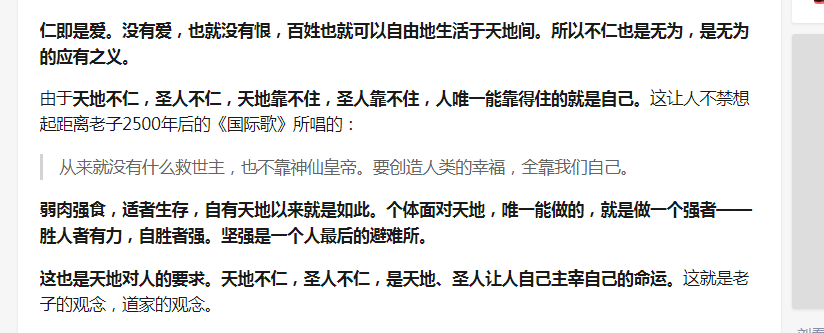 仁即是爱。没有爱，也就没有恨，百姓也就可以自由地生活于天地间。所以不仁也是无为，是无为
的应有之义。
由于天地不仁，圣人不仁，天地靠不住，圣人靠不住，人唯一能靠得住的就是自己。这让人不禁想
起距离老子2500年后的《国际歌》所唱的：
从来就没有什么救世主，也不靠神仙皇帝。要创造人类的幸福，全靠我们自己。
弱肉强食，适者生存，自有天地以来就是如此。个体面对天地，唯一能做的，就是做一个强者——
胜人者有力，自胜者强。坚强是一个人最后的避难所。
这也是天地对人的要求。天地不仁，圣人不仁，是天地、圣人让人自己主宰自己的命运。这就是老
子的观念，道家的观念。